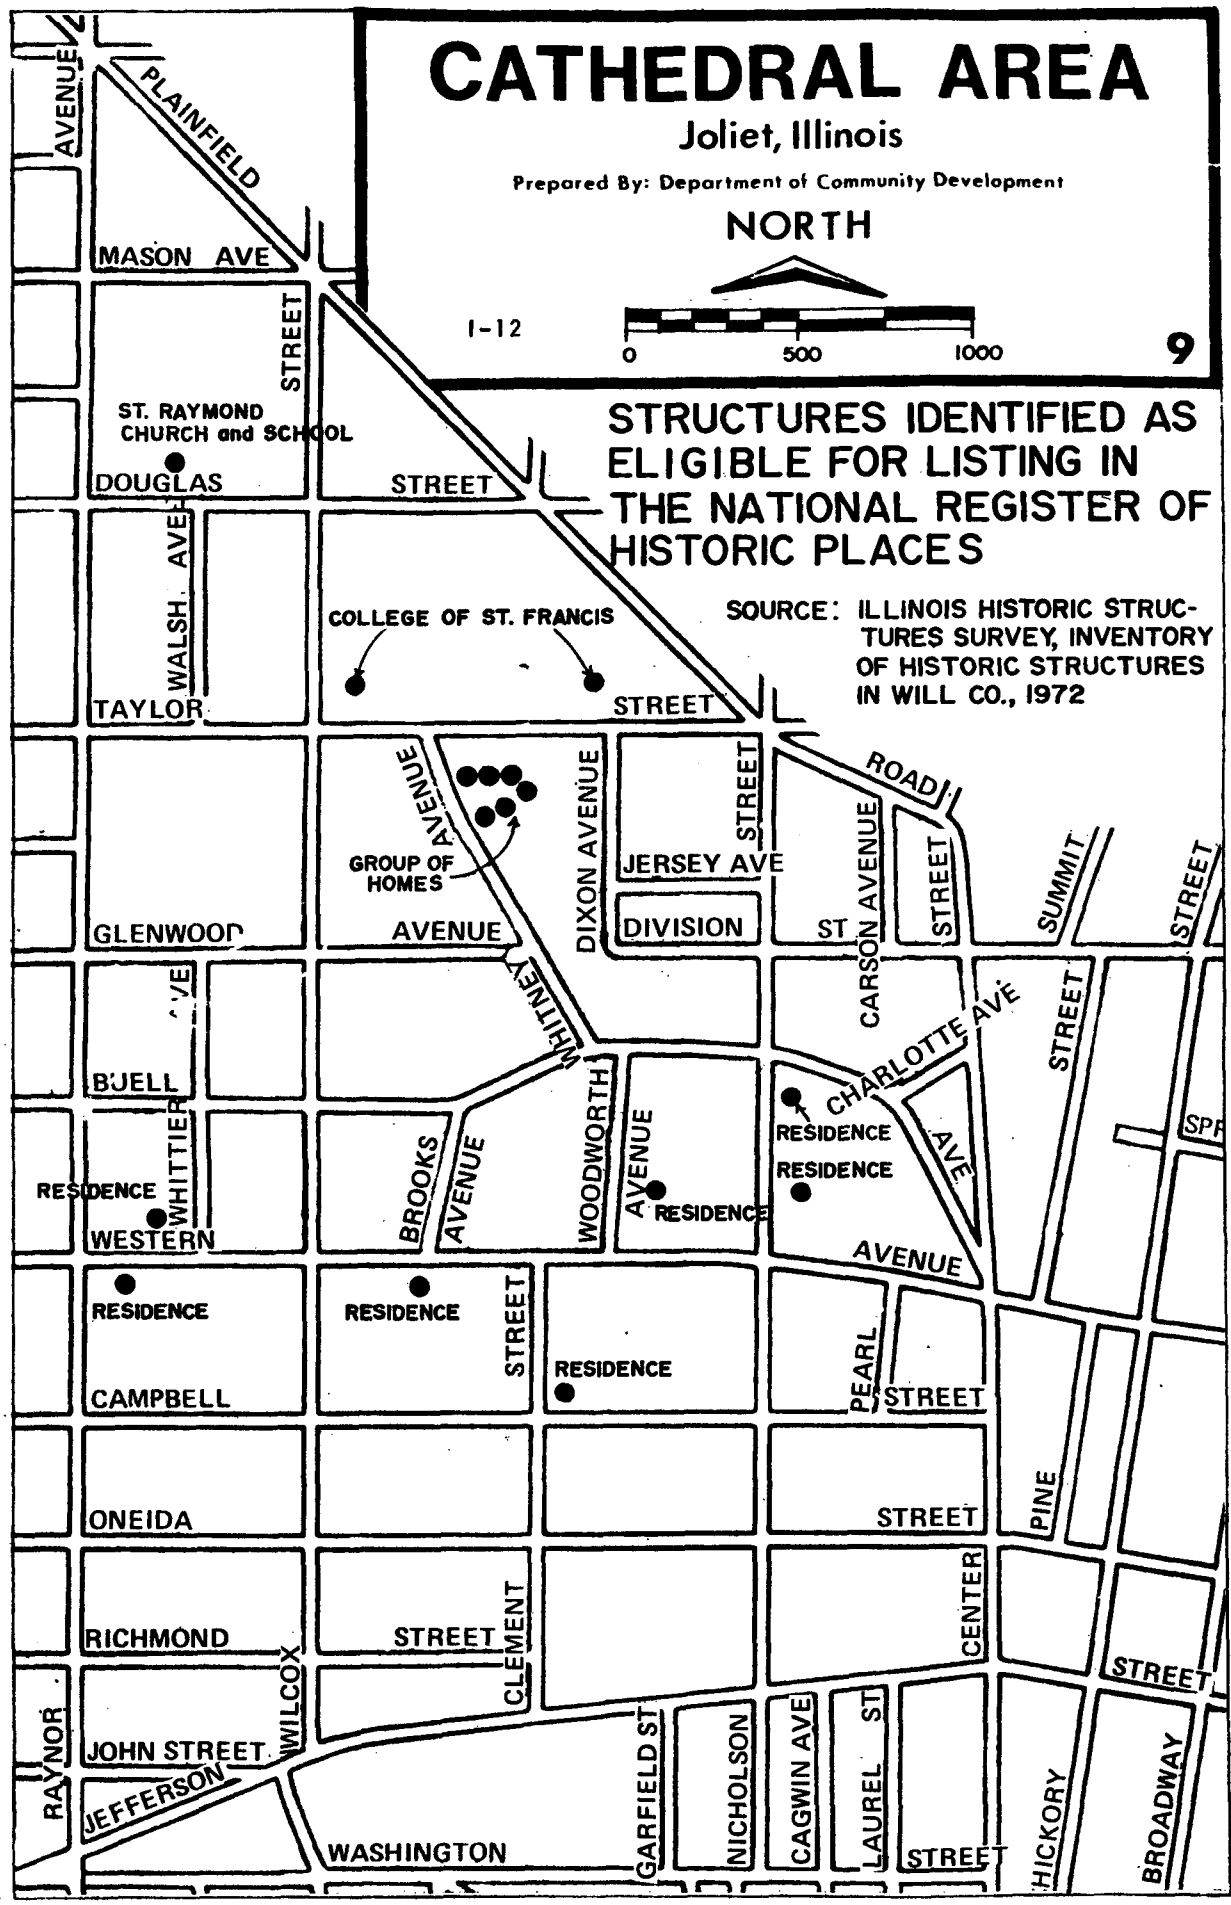 CATHEDRAL AREA
Joliet, Illinois
Prepared By: Department of Community Development
NORTH
I-12
0 500 1000
9
STRUCTURES IDENTIFIED AS
ELIGIBLE FOR LISTING IN
THE NATIONAL REGISTER OF
HISTORIC PLACES
SOURCE: ILLINOIS HISTORIC STRUC-
TURES SURVEY, INVENTORY
OF HISTORIC STRUCTURES
IN WILL CO., 1972
AVENUE
PLAINFIELD
MASON AVE
STREET
ST. RAYMOND
CHURCH and SCHOOL
DOUGLAS
STREET
WALSH AVE
COLLEGE OF ST. FRANCIS
TAYLOR
STREET
AVENUE
DIXON AVENUE
STREET
ROAD
GROUP OF
HOMES
JERSEY AVE
CARSON AVENUE
STREET
SUMMIT
STREET
GLENWOOD
AVENUE
DIVISION
ST
WHITNEY
AVE
STREET
CHARLOTTE AVE
BUELL
WHITTIER
BROOKS
AVENUE
WOODWORTH
AVENUE
AVE
SPR
RESIDENCE
RESIDENCE
RESIDENCE
RESIDENCE
WESTERN
AVENUE
RESIDENCE
RESIDENCE
STREET
RESIDENCE
PEARL
CAMPBELL
STREET
ONEIDA
STREET
PINE
RICHMOND
STREET
CLEMENT
CENTER
STREET
WILCOX
RAYNOR
JOHN STREET
JEFFERSON
GARFIELD ST
NICHOLSON
CAGWIN AVE
LAUREL ST
HICKORY
BROADWAY
WASHINGTON
STREET